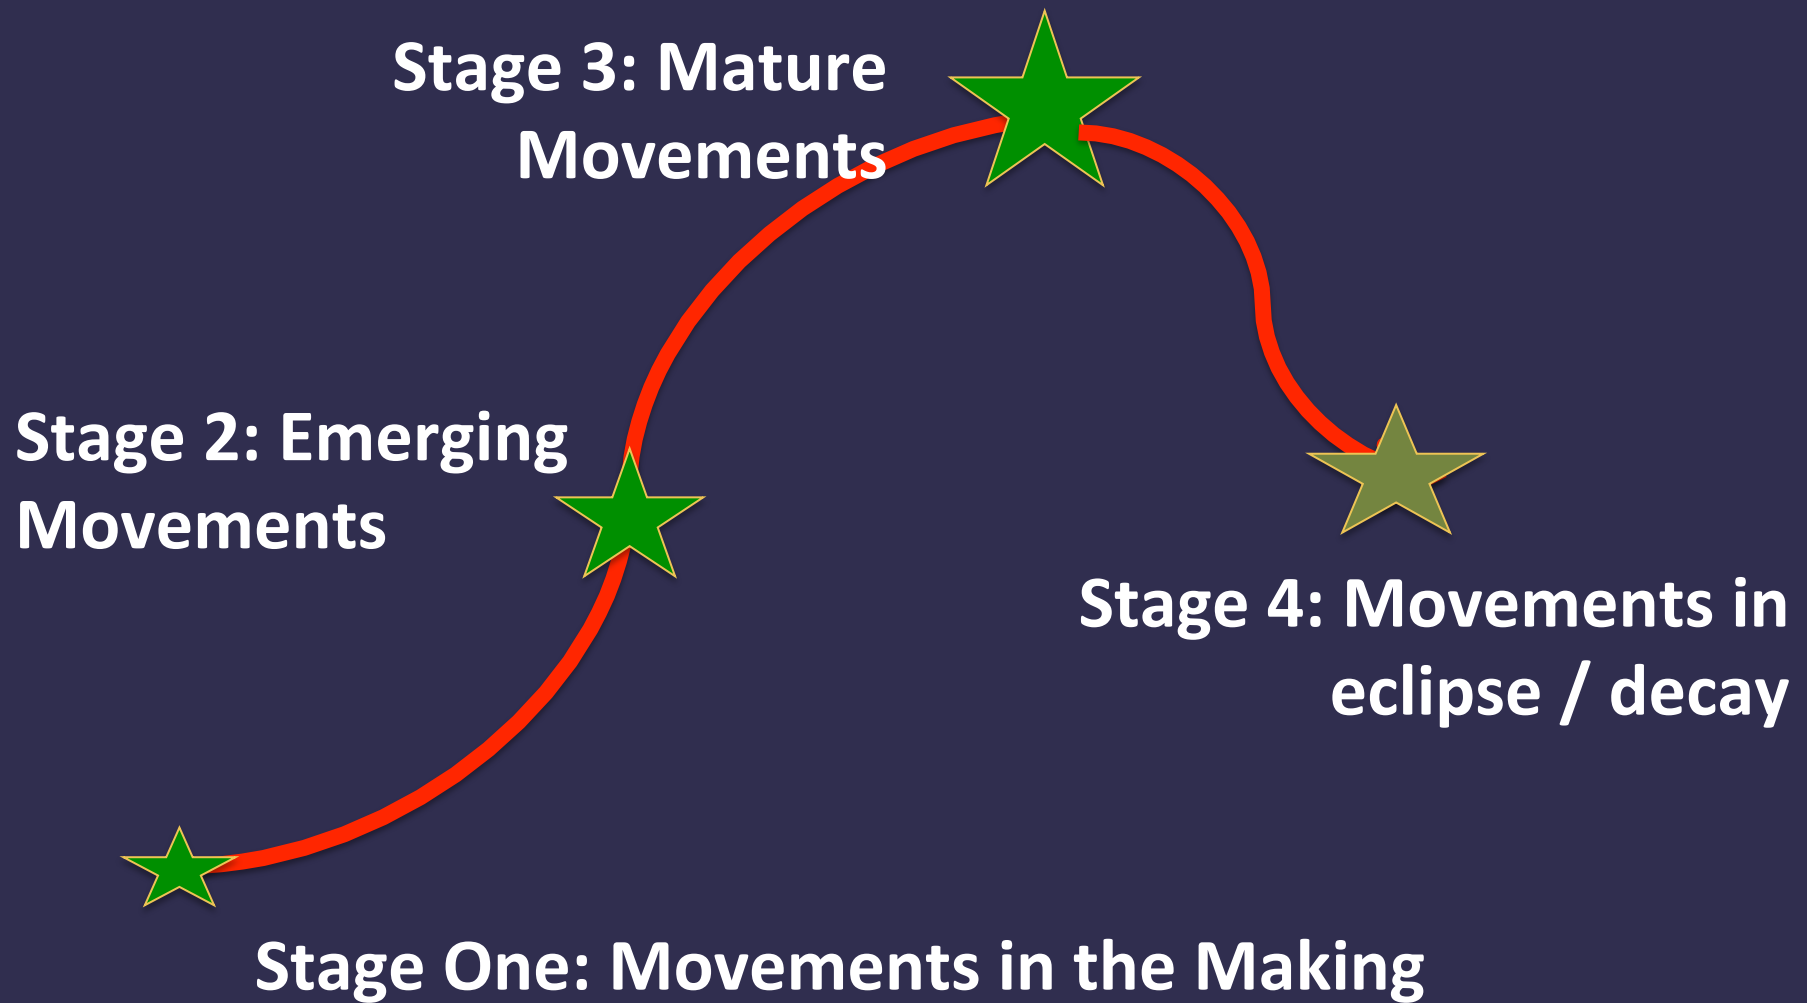 Stage 3: Mature
Movements
Stage 2: Emerging
Movements
Stage 4: Movements in
eclipse / decay
Stage One: Movements in the Making